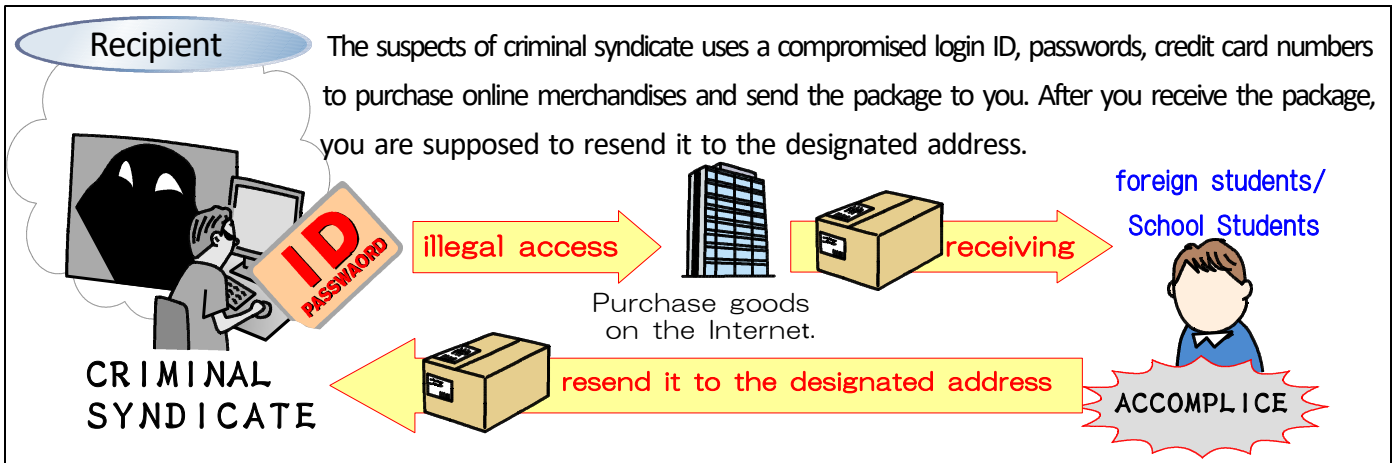 Recipient
The suspects of criminal syndicate uses a compromised login ID, passwords, credit card numbers
to purchase online merchandises and send the package to you. After you receive the package,
you are supposed to resend it to the designated address.
foreign students/
School Students
ID
PASSWAORD
illegal access
receiving
Purchase goods
on the Internet.
CRIMINAL
SYNDICATE
resend it to the designated address
ACCOMPLICE